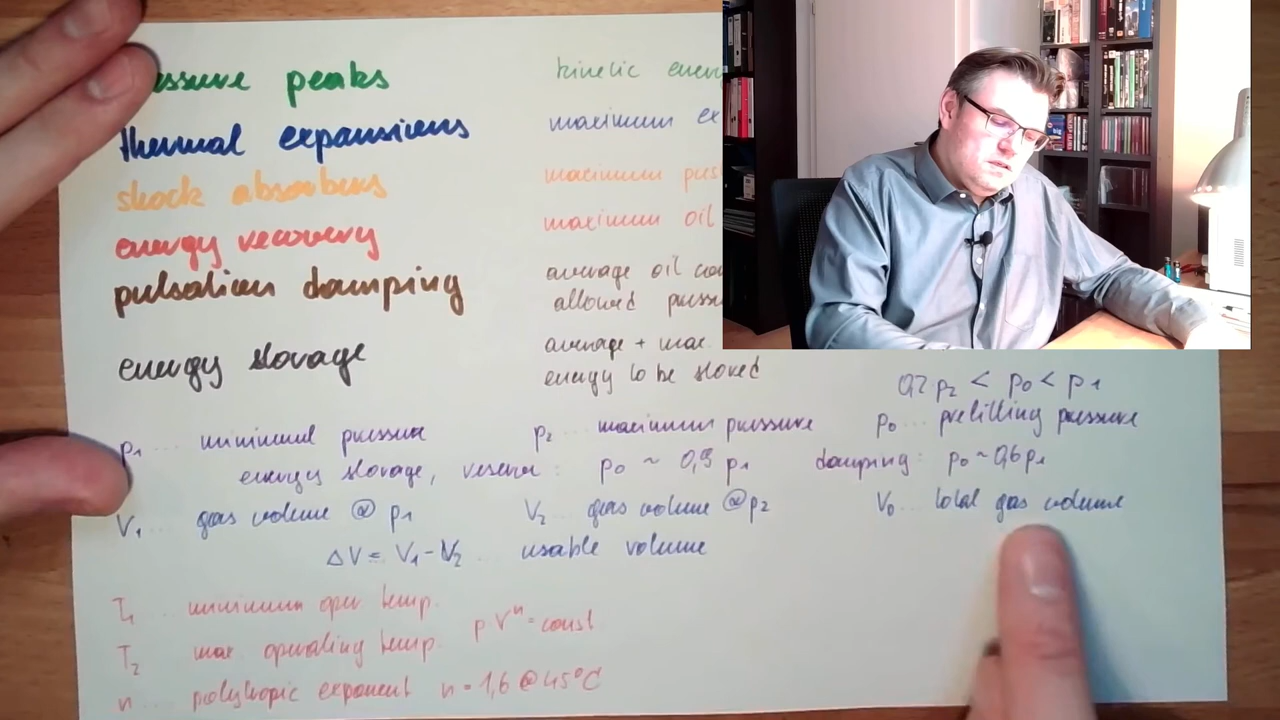 pressure peaks kinetic energ
thermal expansions maximum ex
shock absorbers maximum pres
energy recovery maximum oil
pulsation damping average oil
allowed pressu
energy storage average + max.
energy to be stored
0,2 p2 < p0 < p1
p1 ... minimum pressure p2 ... maximum pressure p0 ... prefilling pressure
energy storage, reserve : p0 ~ 0,9 p1 damping : p0 ~ 0,6 p1
V1 ... gas volume @ p1 V2 ... gas volume @ p2 V0 ... total gas volume
ΔV = V1 - V2 ... usable volume
T1 ... minimum oper. temp.
T2 ... max operating temp. p V^n = const
n ... polytropic exponent n = 1,6 @ 45°C